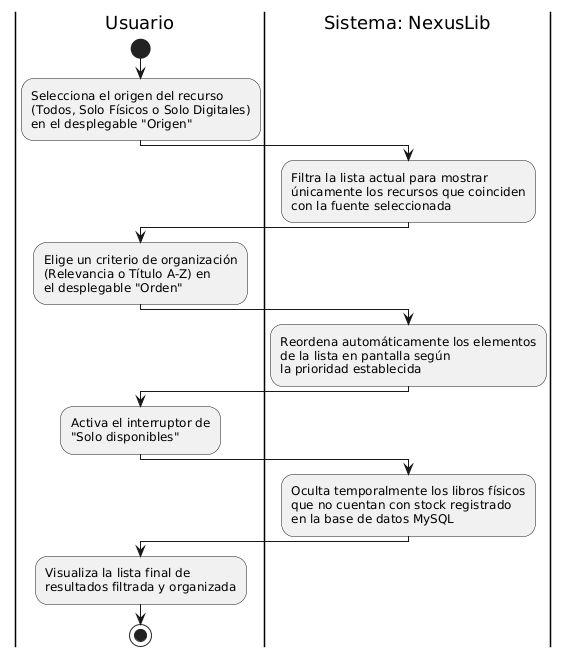 Usuario
Sistema: NexusLib
Selecciona el origen del recurso
(Todos, Solo Físicos o Solo Digitales)
en el desplegable "Origen"
Filtra la lista actual para mostrar
únicamente los recursos que coinciden
con la fuente seleccionada
Elige un criterio de organización
(Relevancia o Título A-Z) en
el desplegable "Orden"
Reordena automáticamente los elementos
de la lista en pantalla según
la prioridad establecida
Activa el interruptor de
"Solo disponibles"
Oculta temporalmente los libros físicos
que no cuentan con stock registrado
en la base de datos MySQL
Visualiza la lista final de
resultados filtrada y organizada